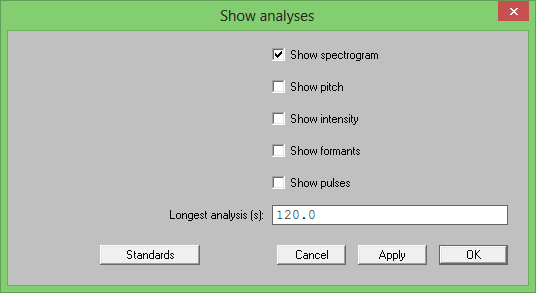 Show analyses
Show spectrogram
Show pitch
Show intensity
Show formants
Show pulses
Longest analysis (s): 120.0
Standards Cancel Apply OK